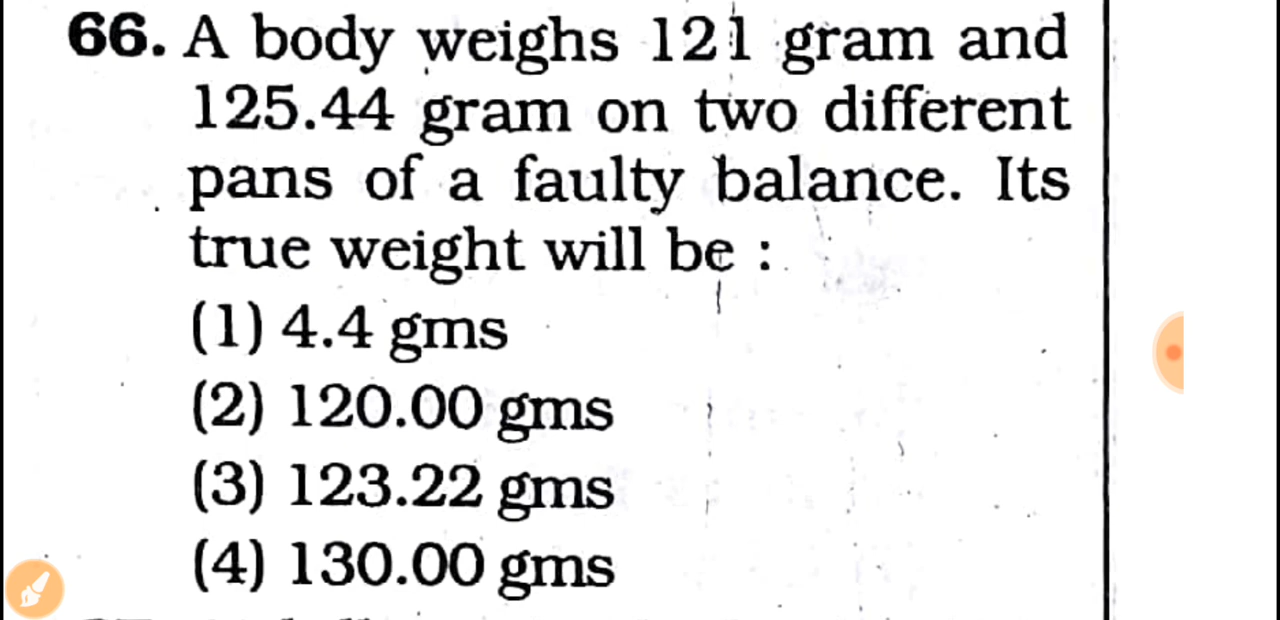 66. A body weighs 121 gram and
125.44 gram on two different
pans of a faulty balance. Its
true weight will be :
(1) 4.4 gms
(2) 120.00 gms
(3) 123.22 gms
(4) 130.00 gms